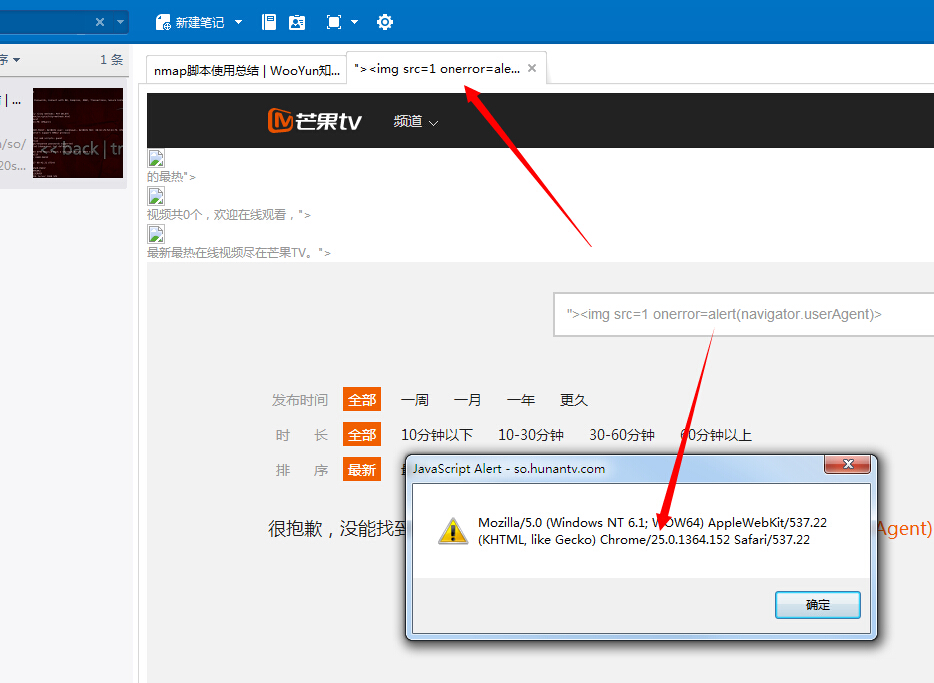 新建笔记
序
1 条
nmap脚本使用总结 | WooYun知...
"><img src=1 onerror=ale...
| ...
/so/
20s...
back | tr
芒果tv
频道
的最热">
视频共0个，欢迎在线观看，">
最新最热在线视频尽在芒果TV。">
"><img src=1 onerror=alert(navigator.userAgent)>
发布时间 全部 一周 一月 一年 更久
时 长 全部 10分钟以下 10-30分钟 30-60分钟 60分钟以上
排 序 最新
JavaScript Alert - so.hunantv.com
Mozilla/5.0 (Windows NT 6.1; WOW64) AppleWebKit/537.22
(KHTML, like Gecko) Chrome/25.0.1364.152 Safari/537.22
很抱歉，没能找到
Agent)
确定